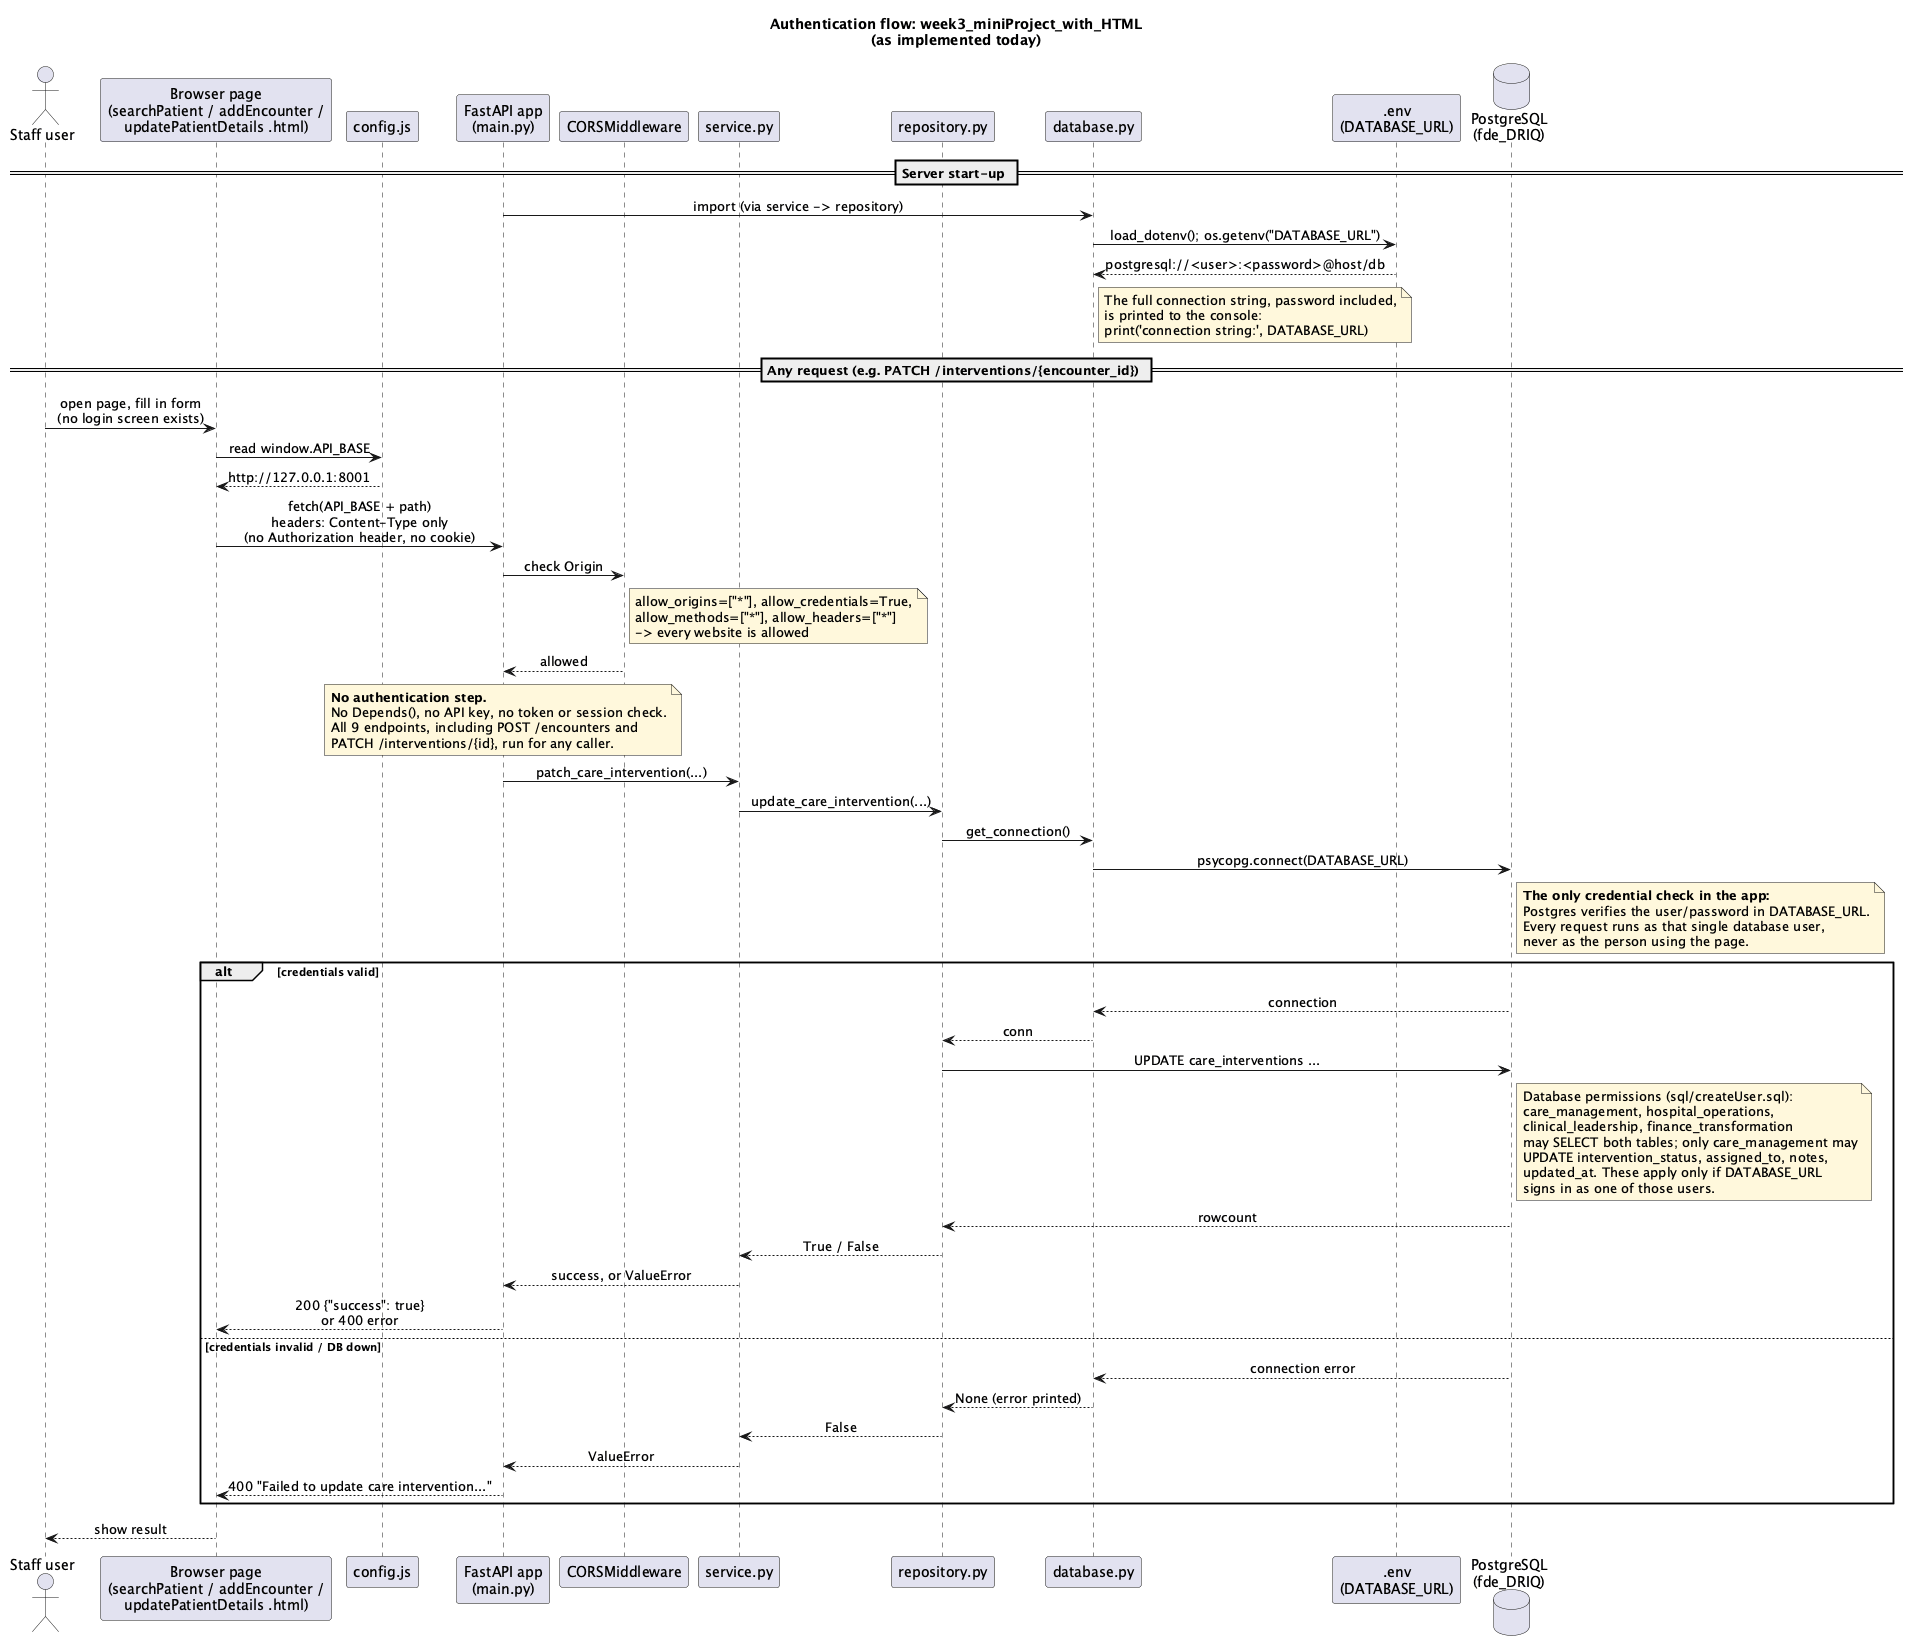 Authentication flow: week3_miniProject_with_HTML
(as implemented today)
Staff user
Browser page
(searchPatient / addEncounter /
updatePatientDetails .html)
config.js
FastAPI app
(main.py)
CORSMiddleware
service.py
repository.py
database.py
.env
(DATABASE_URL)
PostgreSQL
(fde_DRIQ)
Server start-up
import (via service -> repository)
load_dotenv(); os.getenv("DATABASE_URL")
postgresql://<user>:<password>@host/db
The full connection string, password included,
is printed to the console:
print('connection string:', DATABASE_URL)
Any request (e.g. PATCH /interventions/{encounter_id})
open page, fill in form
(no login screen exists)
read window.API_BASE
http://127.0.0.1:8001
fetch(API_BASE + path)
headers: Content-Type only
(no Authorization header, no cookie)
check Origin
allow_origins=["*"], allow_credentials=True,
allow_methods=["*"], allow_headers=["*"]
-> every website is allowed
allowed
No authentication step.
No Depends(), no API key, no token or session check.
All 9 endpoints, including POST /encounters and
PATCH /interventions/{id}, run for any caller.
patch_care_intervention(...)
update_care_intervention(...)
get_connection()
psycopg.connect(DATABASE_URL)
The only credential check in the app:
Postgres verifies the user/password in DATABASE_URL.
Every request runs as that single database user,
never as the person using the page.
alt
[credentials valid]
connection
conn
UPDATE care_interventions ...
Database permissions (sql/createUser.sql):
care_management, hospital_operations,
clinical_leadership, finance_transformation
may SELECT both tables; only care_management may
UPDATE intervention_status, assigned_to, notes,
updated_at. These apply only if DATABASE_URL
signs in as one of those users.
rowcount
True / False
success, or ValueError
200 {"success": true}
or 400 error
[credentials invalid / DB down]
connection error
None (error printed)
False
ValueError
400 "Failed to update care intervention..."
show result
Staff user
Browser page
(searchPatient / addEncounter /
updatePatientDetails .html)
config.js
FastAPI app
(main.py)
CORSMiddleware
service.py
repository.py
database.py
.env
(DATABASE_URL)
PostgreSQL
(fde_DRIQ)